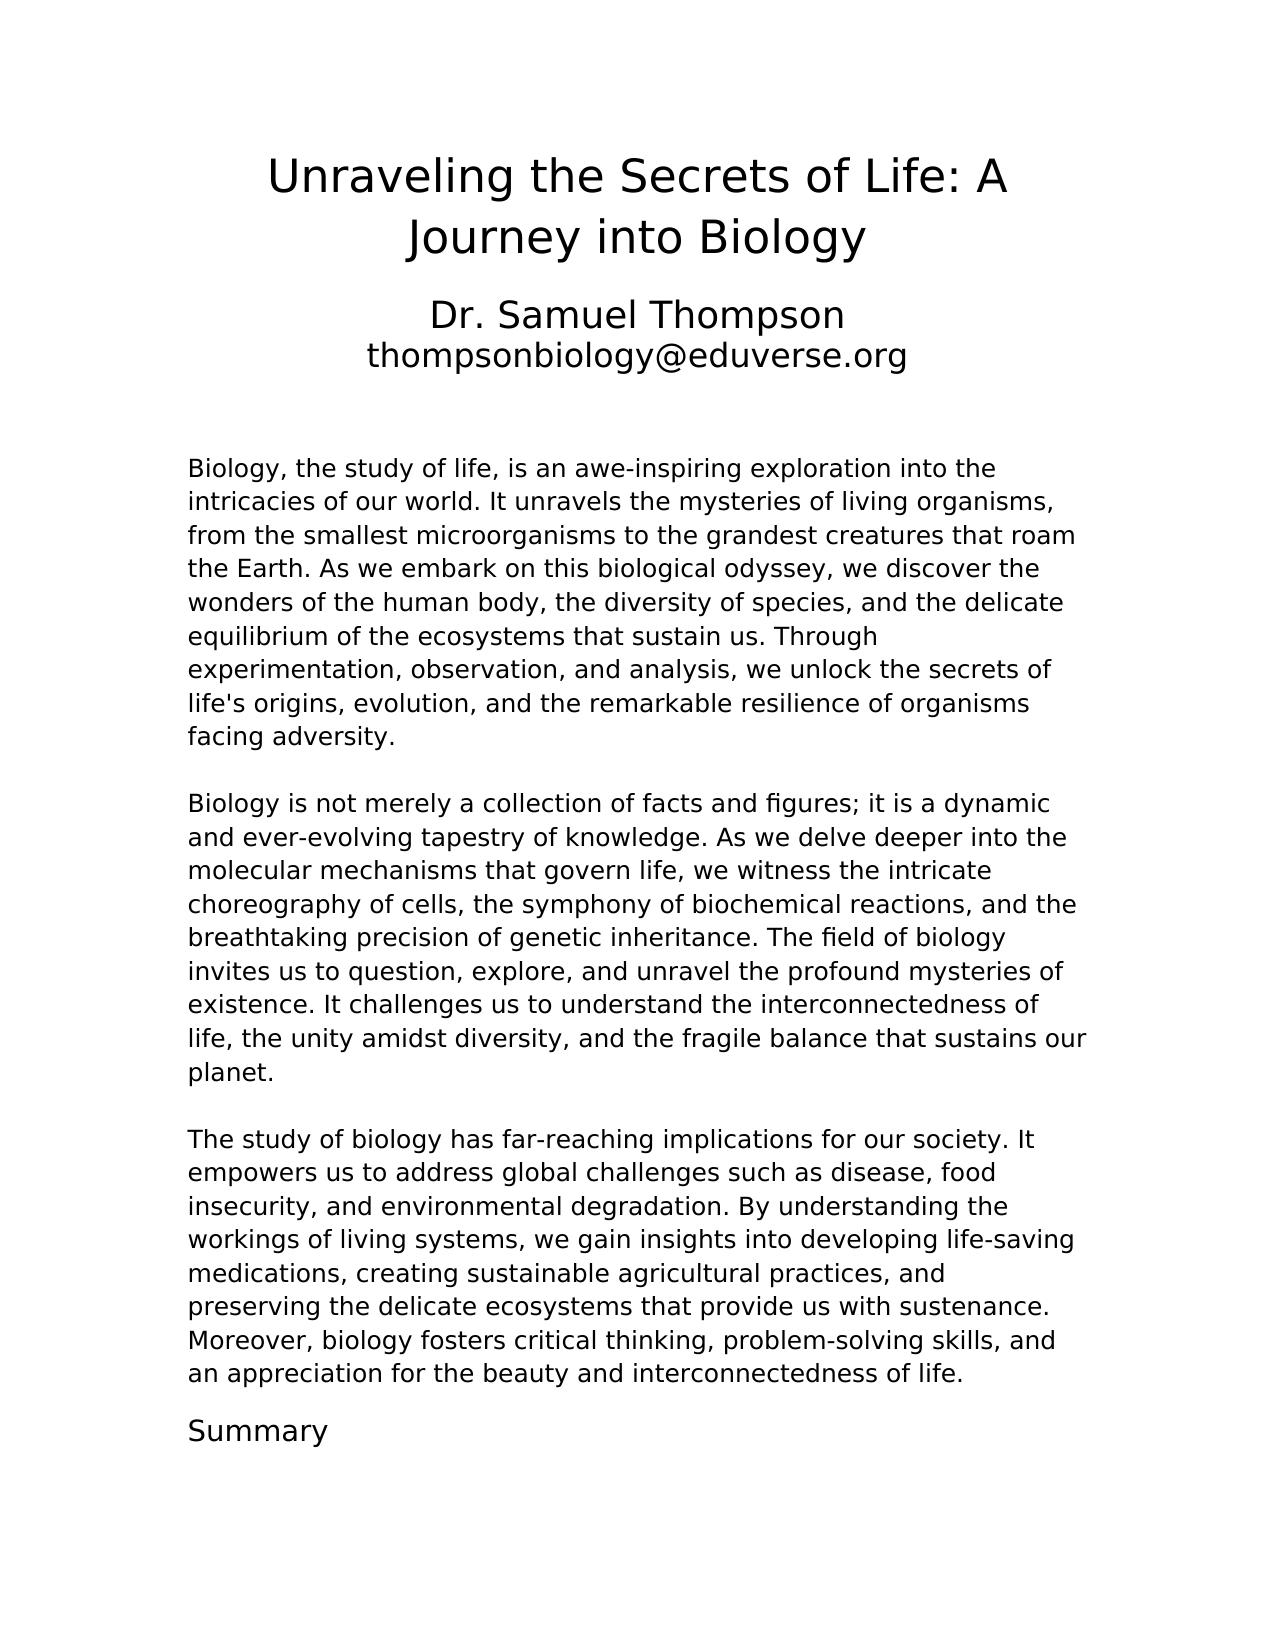 Unraveling the Secrets of Life: A
Journey into Biology
Dr. Samuel Thompson
thompsonbiology@eduverse.org
Biology, the study of life, is an awe-inspiring exploration into the
intricacies of our world. It unravels the mysteries of living organisms,
from the smallest microorganisms to the grandest creatures that roam
the Earth. As we embark on this biological odyssey, we discover the
wonders of the human body, the diversity of species, and the delicate
equilibrium of the ecosystems that sustain us. Through
experimentation, observation, and analysis, we unlock the secrets of
life's origins, evolution, and the remarkable resilience of organisms
facing adversity.
Biology is not merely a collection of facts and figures; it is a dynamic
and ever-evolving tapestry of knowledge. As we delve deeper into the
molecular mechanisms that govern life, we witness the intricate
choreography of cells, the symphony of biochemical reactions, and the
breathtaking precision of genetic inheritance. The field of biology
invites us to question, explore, and unravel the profound mysteries of
existence. It challenges us to understand the interconnectedness of
life, the unity amidst diversity, and the fragile balance that sustains our
planet.
The study of biology has far-reaching implications for our society. It
empowers us to address global challenges such as disease, food
insecurity, and environmental degradation. By understanding the
workings of living systems, we gain insights into developing life-saving
medications, creating sustainable agricultural practices, and
preserving the delicate ecosystems that provide us with sustenance.
Moreover, biology fosters critical thinking, problem-solving skills, and
an appreciation for the beauty and interconnectedness of life.
Summary